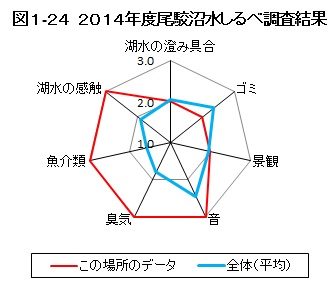 図1-24 2014年度尾駮沼水しるべ調査結果
湖水の澄み具合
3.0
湖水の感触
ゴミ
2.0
1.0
魚介類
景観
臭気
音
この場所のデータ
全体(平均)